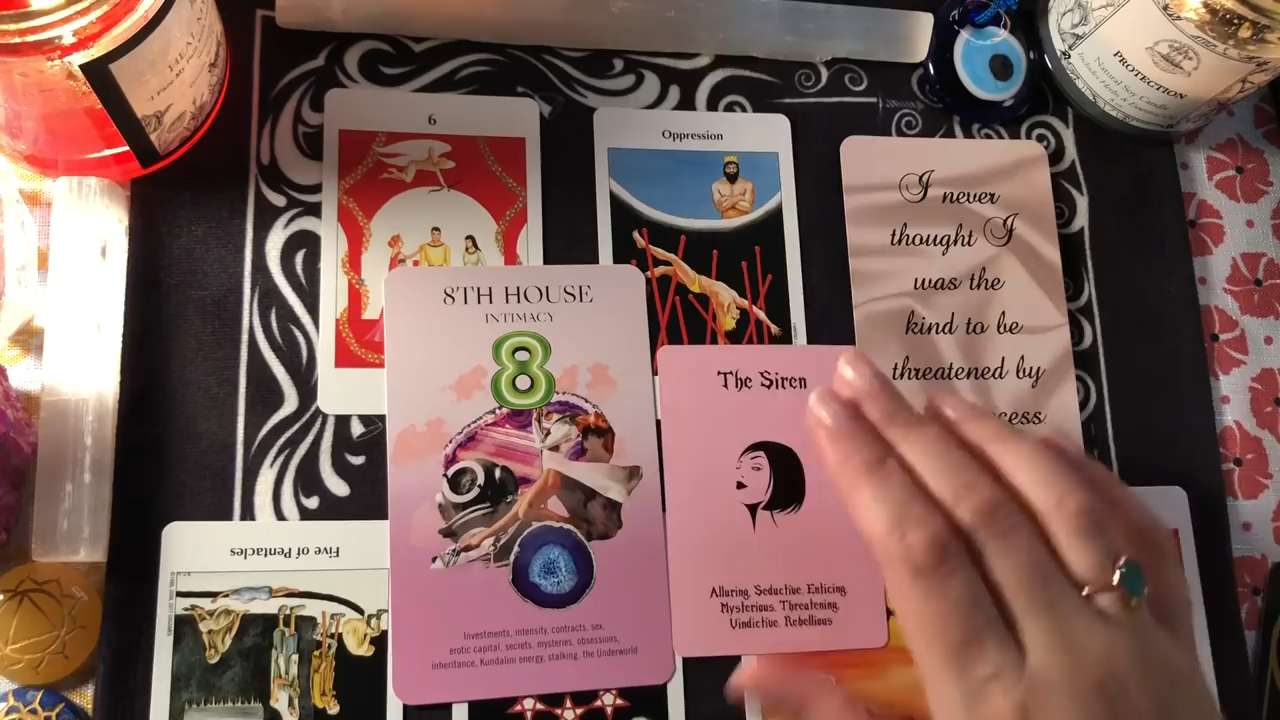 PROTECTION
Natural Soy Candle
6
Oppression
I never
thought I
was the
kind to be
threatened by
8TH HOUSE
INTIMACY
8
Investments, intensity, contracts, sex,
erotic capital, secrets, mysteries, obsessions,
inheritance, Kundalini energy, stalking, the Underworld
The Siren
Alluring, Seductive, Enticing,
Mysterious, Threatening,
Vindictive, Rebellious
Five of Pentacles